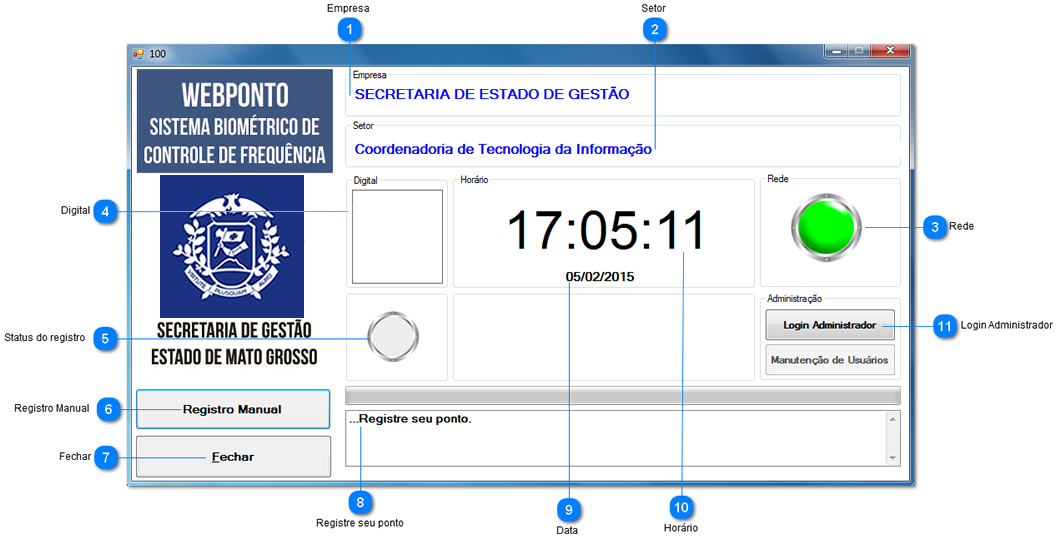 Empresa
Setor
1
2
100
WEBPONTO
SISTEMA BIOMÉTRICO DE
CONTROLE DE FREQUÊNCIA
Empresa
SECRETARIA DE ESTADO DE GESTÃO
Setor
Coordenadoria de Tecnologia da Informação
Digital
4
Digital
Horário
17:05:11
05/02/2015
Rede
3
Rede
VIRTUTE PLUSQUAM AURO
SECRETARIA DE GESTÃO
ESTADO DE MATO GROSSO
Status do registro
5
Administração
Login Administrador
11
Login Administrador
Manutenção de Usuários
Registro Manual
6
Registro Manual
...Registre seu ponto.
Fechar
7
Fechar
8
Registre seu ponto
9
Data
10
Horário